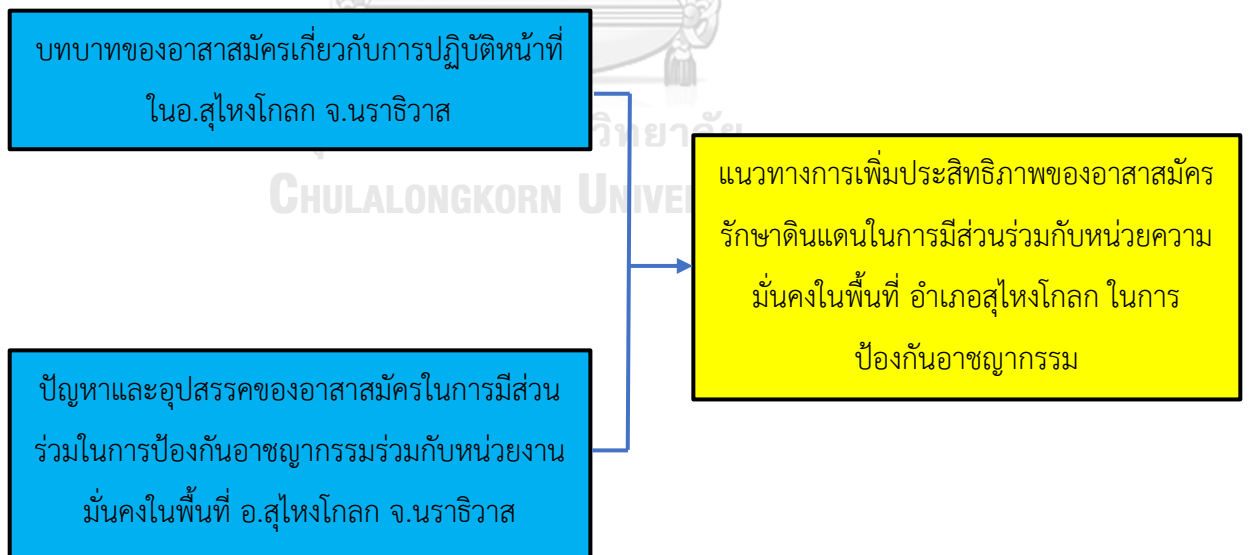 บทบาทของอาสาสมัครเกี่ยวกับการปฏิบัติหน้าที่
ในอ.สุไหงโกลก จ.นราธิวาส
CHULALONGKORN
แนวทางการเพิ่มประสิทธิภาพของอาสาสมัคร
รักษาดินแดนในการมีส่วนร่วมกับหน่วยความ
มั่นคงในพื้นที่ อำเภอสุไหงโกลก ในการ
ป้องกันอาชญากรรม
ปัญหาและอุปสรรคของอาสาสมัครในการมีส่วน
ร่วมในการป้องกันอาชญากรรมร่วมกับหน่วยงาน
มั่นคงในพื้นที่ อ.สุไหงโกลก จ.นราธิวาส